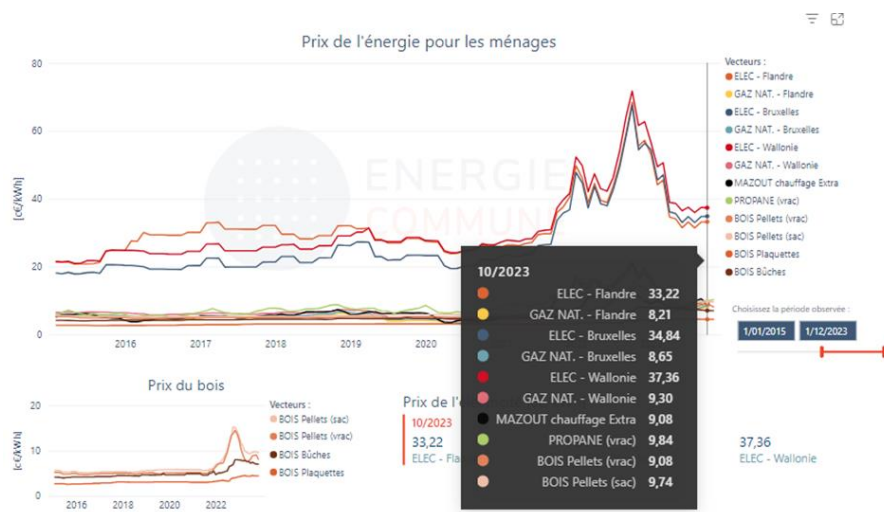 Prix de l'énergie pour les ménages
80
60
40
20
0
[c€/kWh]
2016
2017
2018
2019
2020
ENERGIE
COMMUNE
Vecteurs :
ELEC - Flandre
GAZ NAT. - Flandre
ELEC - Bruxelles
GAZ NAT. - Bruxelles
ELEC - Wallonie
GAZ NAT. - Wallonie
MAZOUT chauffage Extra
PROPANE (vrac)
BOIS Pellets (vrac)
BOIS Pellets (sac)
BOIS Plaquettes
BOIS Bûches
Choisissez la période observée :
1/01/2015 1/12/2023
10/2023
ELEC - Flandre 33,22
GAZ NAT. - Flandre 8,21
ELEC - Bruxelles 34,84
GAZ NAT. - Bruxelles 8,65
ELEC - Wallonie 37,36
GAZ NAT. - Wallonie 9,30
MAZOUT chauffage Extra 9,08
PROPANE (vrac) 9,84
BOIS Pellets (vrac) 9,08
BOIS Pellets (sac) 9,74
Prix du bois
20
10
0
[c€/kWh]
2016
2018
2020
2022
Vecteurs :
BOIS Pellets (sac)
BOIS Pellets (vrac)
BOIS Bûches
BOIS Plaquettes
Prix de l'
10/2023
33,22
ELEC - Fla
37,36
ELEC - Wallonie